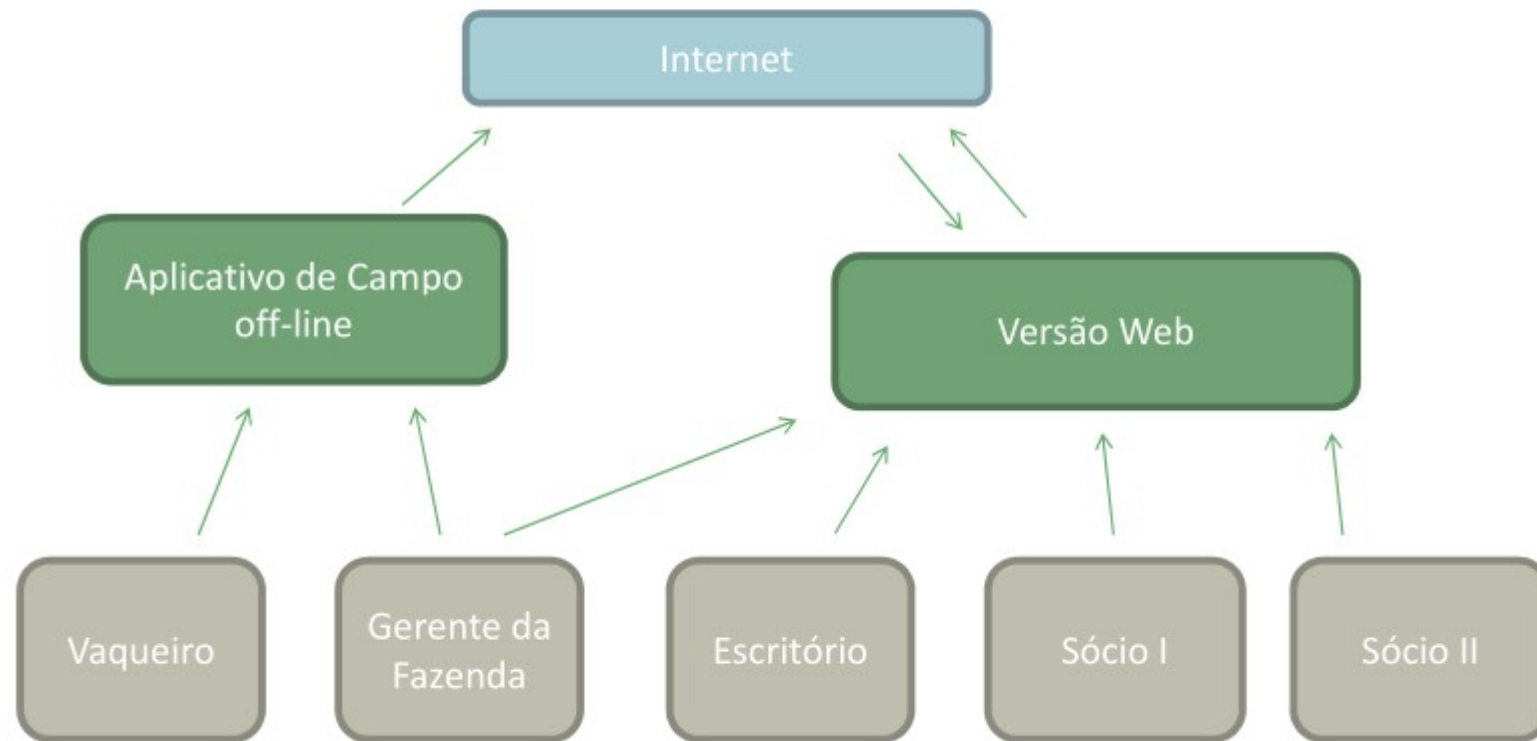 Internet
Aplicativo de Campo
off-line
Versão Web
Vaqueiro
Gerente da
Fazenda
Escritório
Sócio I
Sócio II